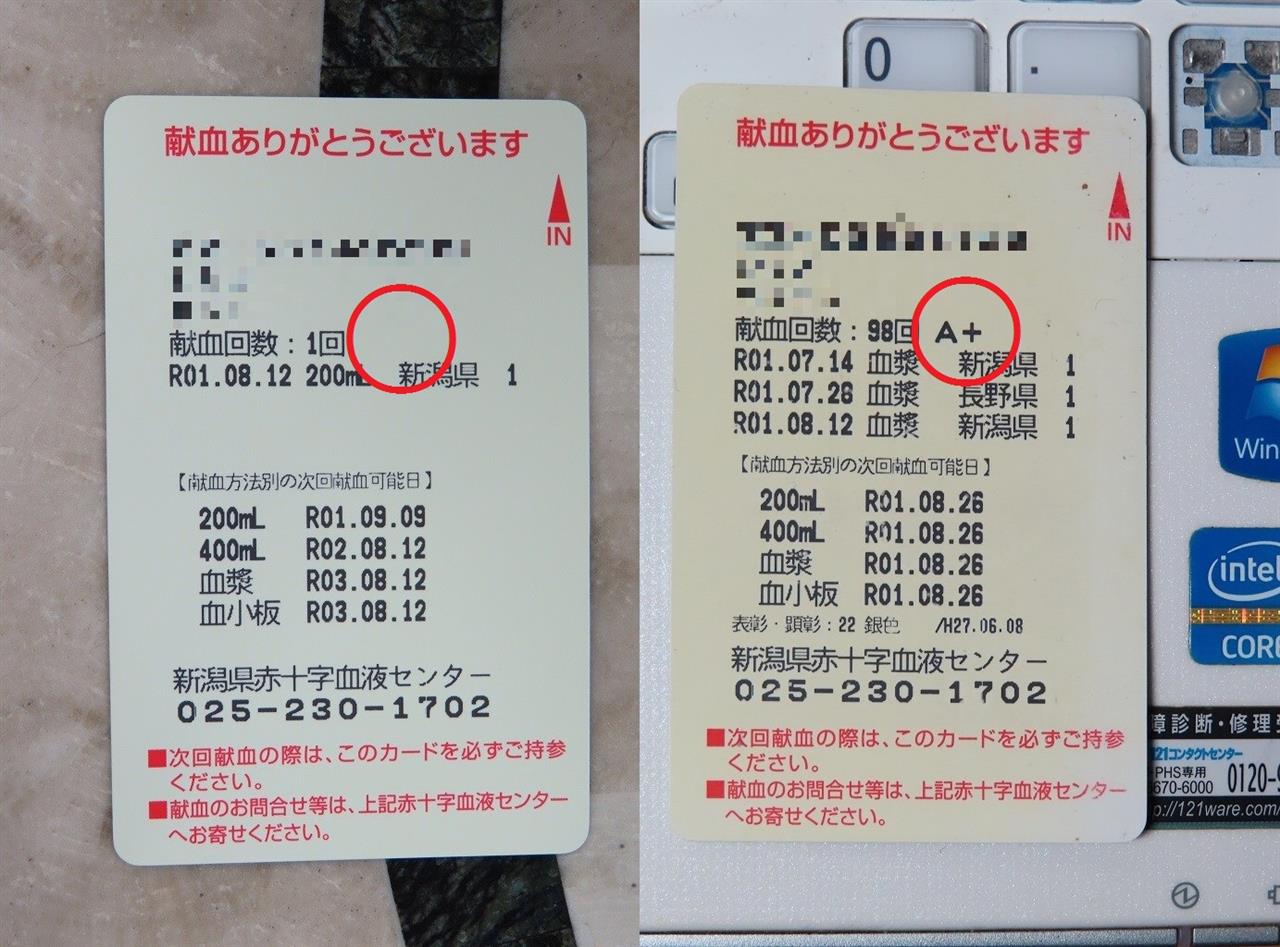 献血ありがとうございます
IN
献血回数：1回
R01.08.12 200mL 新潟県 1
【献血方法別の次回献血可能日】
200mL R01.09.09
400mL R02.08.12
血漿 R03.08.12
血小板 R03.08.12
新潟県赤十字血液センター
025-230-1702
■次回献血の際は、このカードを必ずご持参
ください。
■献血のお問合せ等は、上記赤十字血液センター
へお寄せください。
0
.
献血ありがとうございます
IN
献血回数：98回 A+
R01.07.14 血漿 新潟県 1
R01.07.26 血漿 長野県 1
R01.08.12 血漿 新潟県 1
【献血方法別の次回献血可能日】
200mL R01.08.26
400mL R01.08.26
血漿 R01.08.26
血小板 R01.08.26
表彰・顕彰：22 銀色 /H27.06.08
新潟県赤十字血液センター
025-230-1702
■次回献血の際は、このカードを必ずご持参
ください。
■献血のお問合せ等は、上記赤十字血液センター
へお寄せください。
Win
intel
CORE
障診断・修理受
121コンタクトセンター
PHS専用
670-6000 0120-9
p://121ware.com/